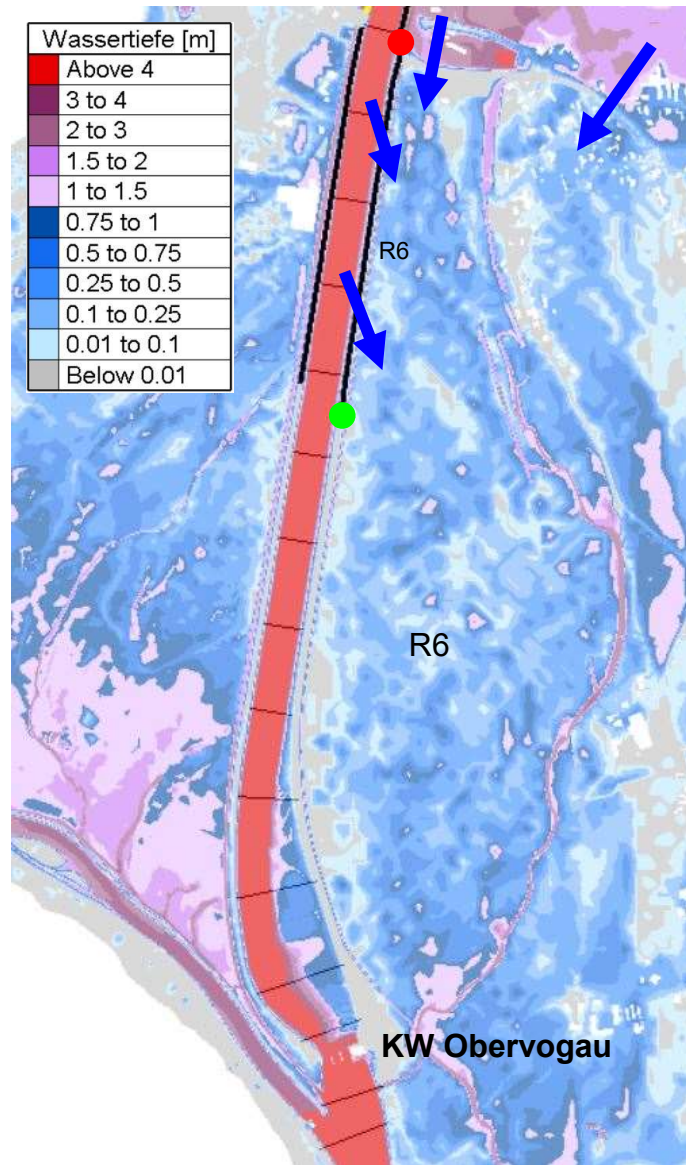 Wassertiefe [m]
Above 4
3 to 4
2 to 3
1.5 to 2
1 to 1.5
0.75 to 1
0.5 to 0.75
0.25 to 0.5
0.1 to 0.25
0.01 to 0.1
Below 0.01
R6
R6
KW Obervogau